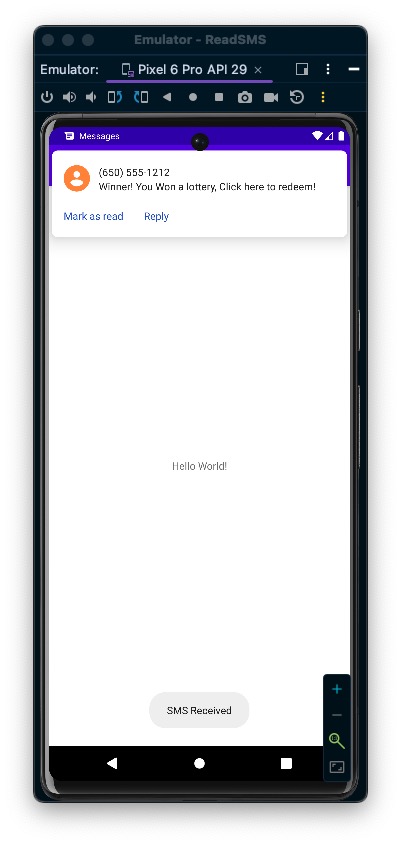 Emulator - ReadSMS
Emulator:
Pixel 6 Pro API 29
Messages
(650) 555-1212
Winner! You Won a lottery, Click here to redeem!
Mark as read
Reply
Hello World!
SMS Received